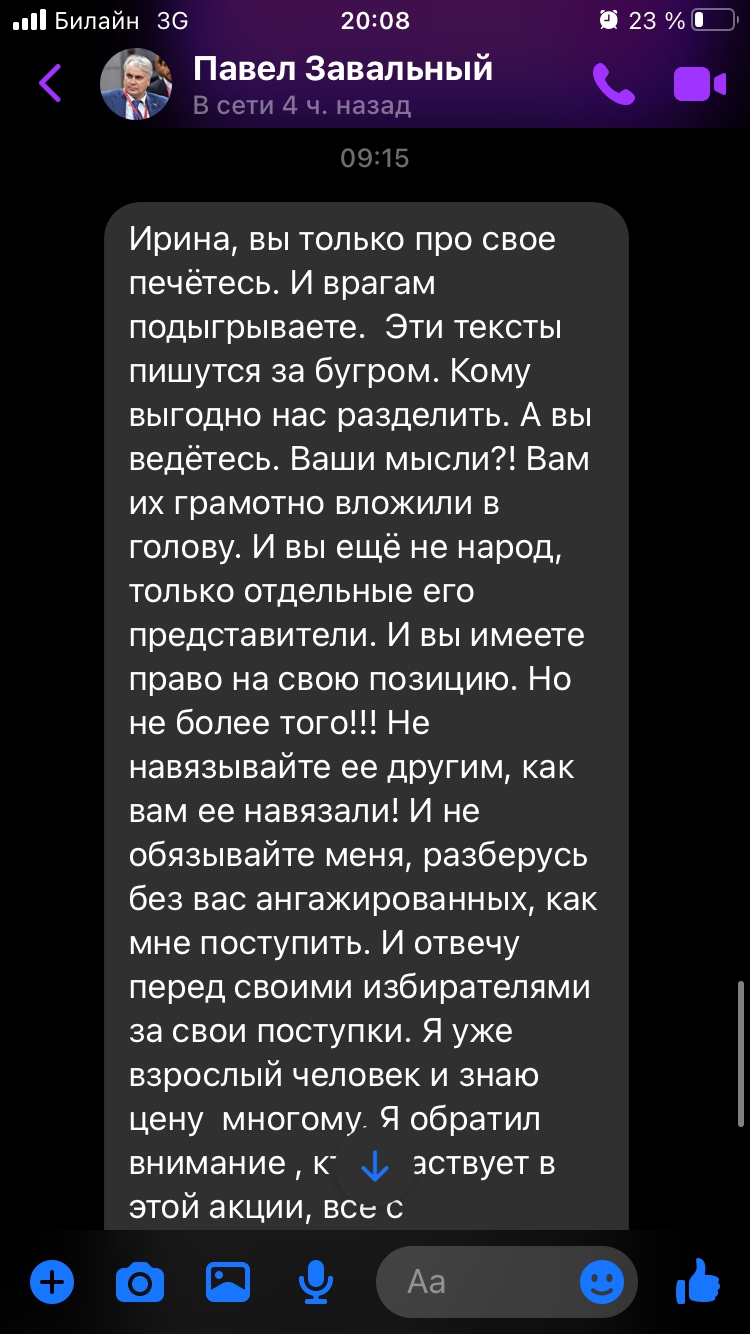 Билайн 3G 20:08 23 %
Павел Завальный
В сети 4 ч. назад
09:15
Ирина, вы только про свое
печётесь. И врагам
подыгрываете.  Эти тексты
пишутся за бугром. Кому
выгодно нас разделить. А вы
ведётесь. Ваши мысли?! Вам
их грамотно вложили в
голову. И вы ещё не народ,
только отдельные его
представители. И вы имеете
право на свою позицию. Но
не более того!!! Не
навязывайте ее другим, как
вам ее навязали! И не
обязывайте меня, разберусь
без вас ангажированных, как
мне поступить. И отвечу
перед своими избирателями
за свои поступки. Я уже
взрослый человек и знаю
цену  многому. Я обратил
внимание , в
этой акции, все с
Aa